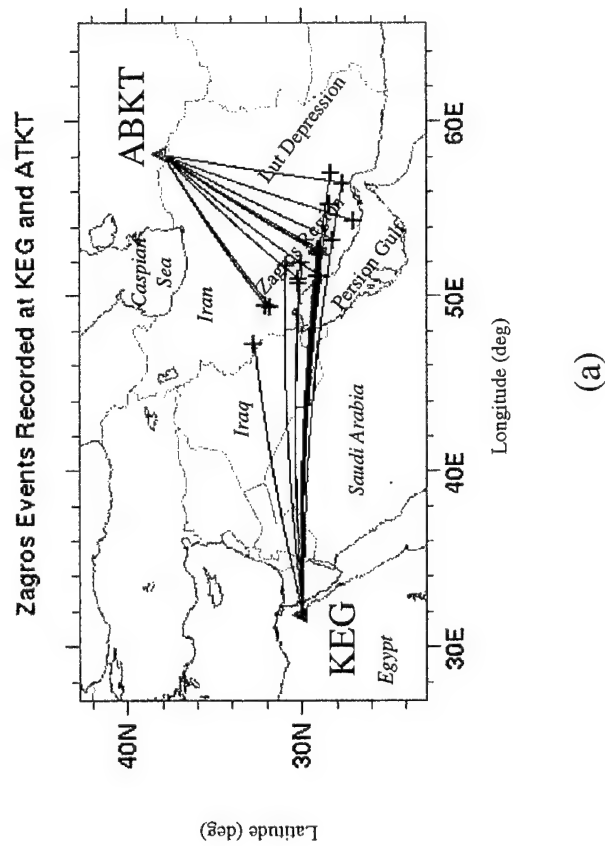 Zagros Events Recorded at KEG and ATKT
ABKT
Caspian
Sea
Iran
Iraq
Lut Depression
Zagros Region
Persion Gulf
Saudi Arabia
KEG
Egypt
40N
30N
30E
40E
50E
60E
Latitude (deg)
Longitude (deg)
(a)